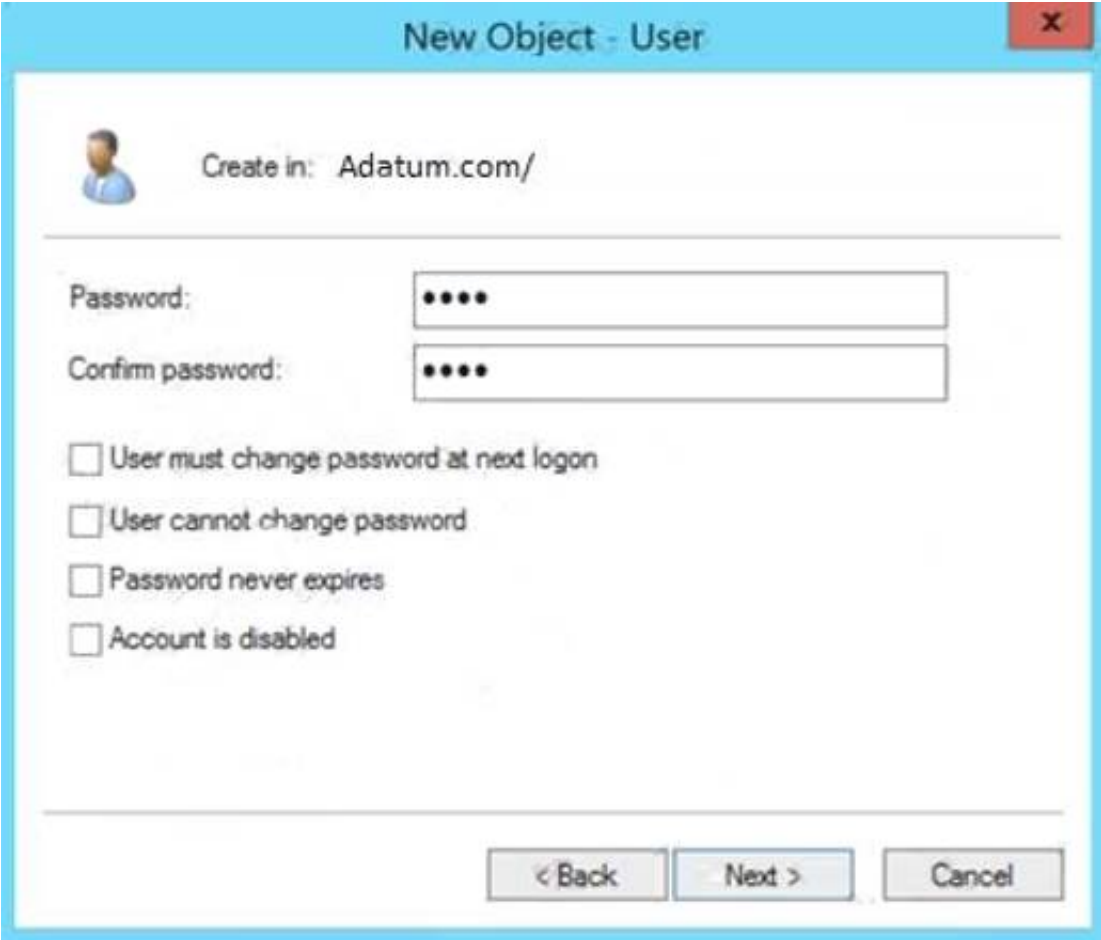 New Object - User
x
Create in: Adatum.com/
Password: ••••
Confirm password: ••••
User must change password at next logon
User cannot change password
Password never expires
Account is disabled
< Back Next > Cancel